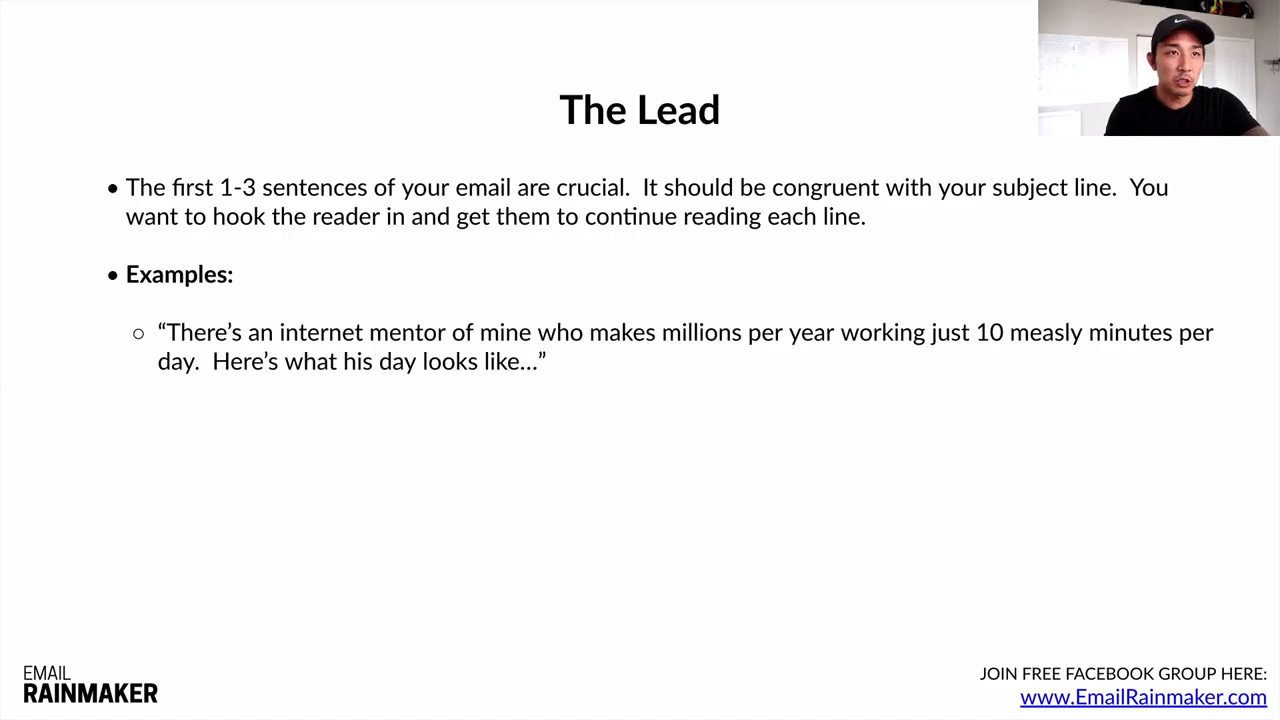 The Lead
• The first 1-3 sentences of your email are crucial.  It should be congruent with your subject line.  You
want to hook the reader in and get them to continue reading each line.
• Examples:
○ “There’s an internet mentor of mine who makes millions per year working just 10 measly minutes per
day.  Here’s what his day looks like…”
EMAIL
RAINMAKER
JOIN FREE FACEBOOK GROUP HERE:
www.EmailRainmaker.com